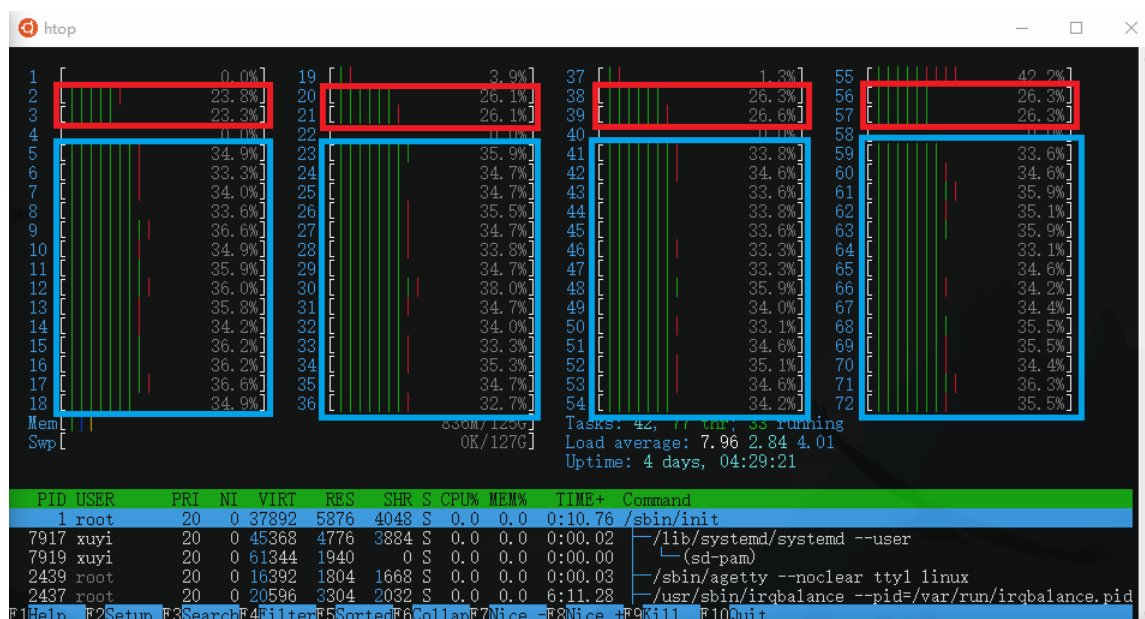 htop
1 [ 0.0%] 19 [ 3.9%] 37 [ 1.3%] 55 [ 42.2%]
2 [ 23.8%] 20 [ 26.1%] 38 [ 26.3%] 56 [ 26.3%]
3 [ 23.3%] 21 [ 26.1%] 39 [ 26.6%] 57 [ 26.3%]
4 [ 0.0%] 22 [ 0.0%] 40 [ 0.0%] 58 [
5 [ 34.9%] 23 [ 35.9%] 41 [ 33.8%] 59 [ 33.6%]
6 [ 33.3%] 24 [ 34.7%] 42 [ 34.6%] 60 [ 34.6%]
7 [ 34.0%] 25 [ 34.7%] 43 [ 33.6%] 61 [ 35.9%]
8 [ 33.6%] 26 [ 35.5%] 44 [ 33.8%] 62 [ 35.1%]
9 [ 36.6%] 27 [ 34.7%] 45 [ 33.6%] 63 [ 35.9%]
10 [ 34.9%] 28 [ 33.8%] 46 [ 33.3%] 64 [ 33.1%]
11 [ 35.9%] 29 [ 34.7%] 47 [ 33.3%] 65 [ 34.6%]
12 [ 36.0%] 30 [ 38.0%] 48 [ 35.9%] 66 [ 34.2%]
13 [ 35.8%] 31 [ 34.7%] 49 [ 34.0%] 67 [ 34.4%]
14 [ 34.2%] 32 [ 34.0%] 50 [ 33.1%] 68 [ 35.5%]
15 [ 36.2%] 33 [ 33.3%] 51 [ 34.6%] 69 [ 35.5%]
16 [ 36.2%] 34 [ 35.3%] 52 [ 35.1%] 70 [ 34.4%]
17 [ 36.6%] 35 [ 34.7%] 53 [ 34.6%] 71 [ 36.3%]
18 [ 34.9%] 36 [ 32.7%] 54 [ 34.2%] 72 [ 35.5%]
Mem[ 836M/125G] Tasks: 42, 77 thr; 33 running
Swp[ 0K/127G] Load average: 7.96 2.84 4.01
Uptime: 4 days, 04:29:21
PID USER PRI NI VIRT RES SHR S CPU% MEM% TIME+ Command
1 root 20 0 37892 5876 4048 S 0.0 0.0 0:10.76 /sbin/init
7917 xuyi 20 0 45368 4776 3884 S 0.0 0.0 0:00.02 ├─/lib/systemd/systemd --user
7919 xuyi 20 0 61344 1940 0 S 0.0 0.0 0:00.00 └─(sd-pam)
2439 root 20 0 16392 1804 1668 S 0.0 0.0 0:00.03 ├─/sbin/agetty --noclear tty1 linux
2437 root 20 0 20596 3304 2032 S 0.0 0.0 6:11.28 ├─/usr/sbin/irqbalance --pid=/var/run/irqbalance.pid
F1Help F2Setup F3SearchF4FilterF5SortedF6CollapF7Nice -F8Nice +F9Kill F10Quit